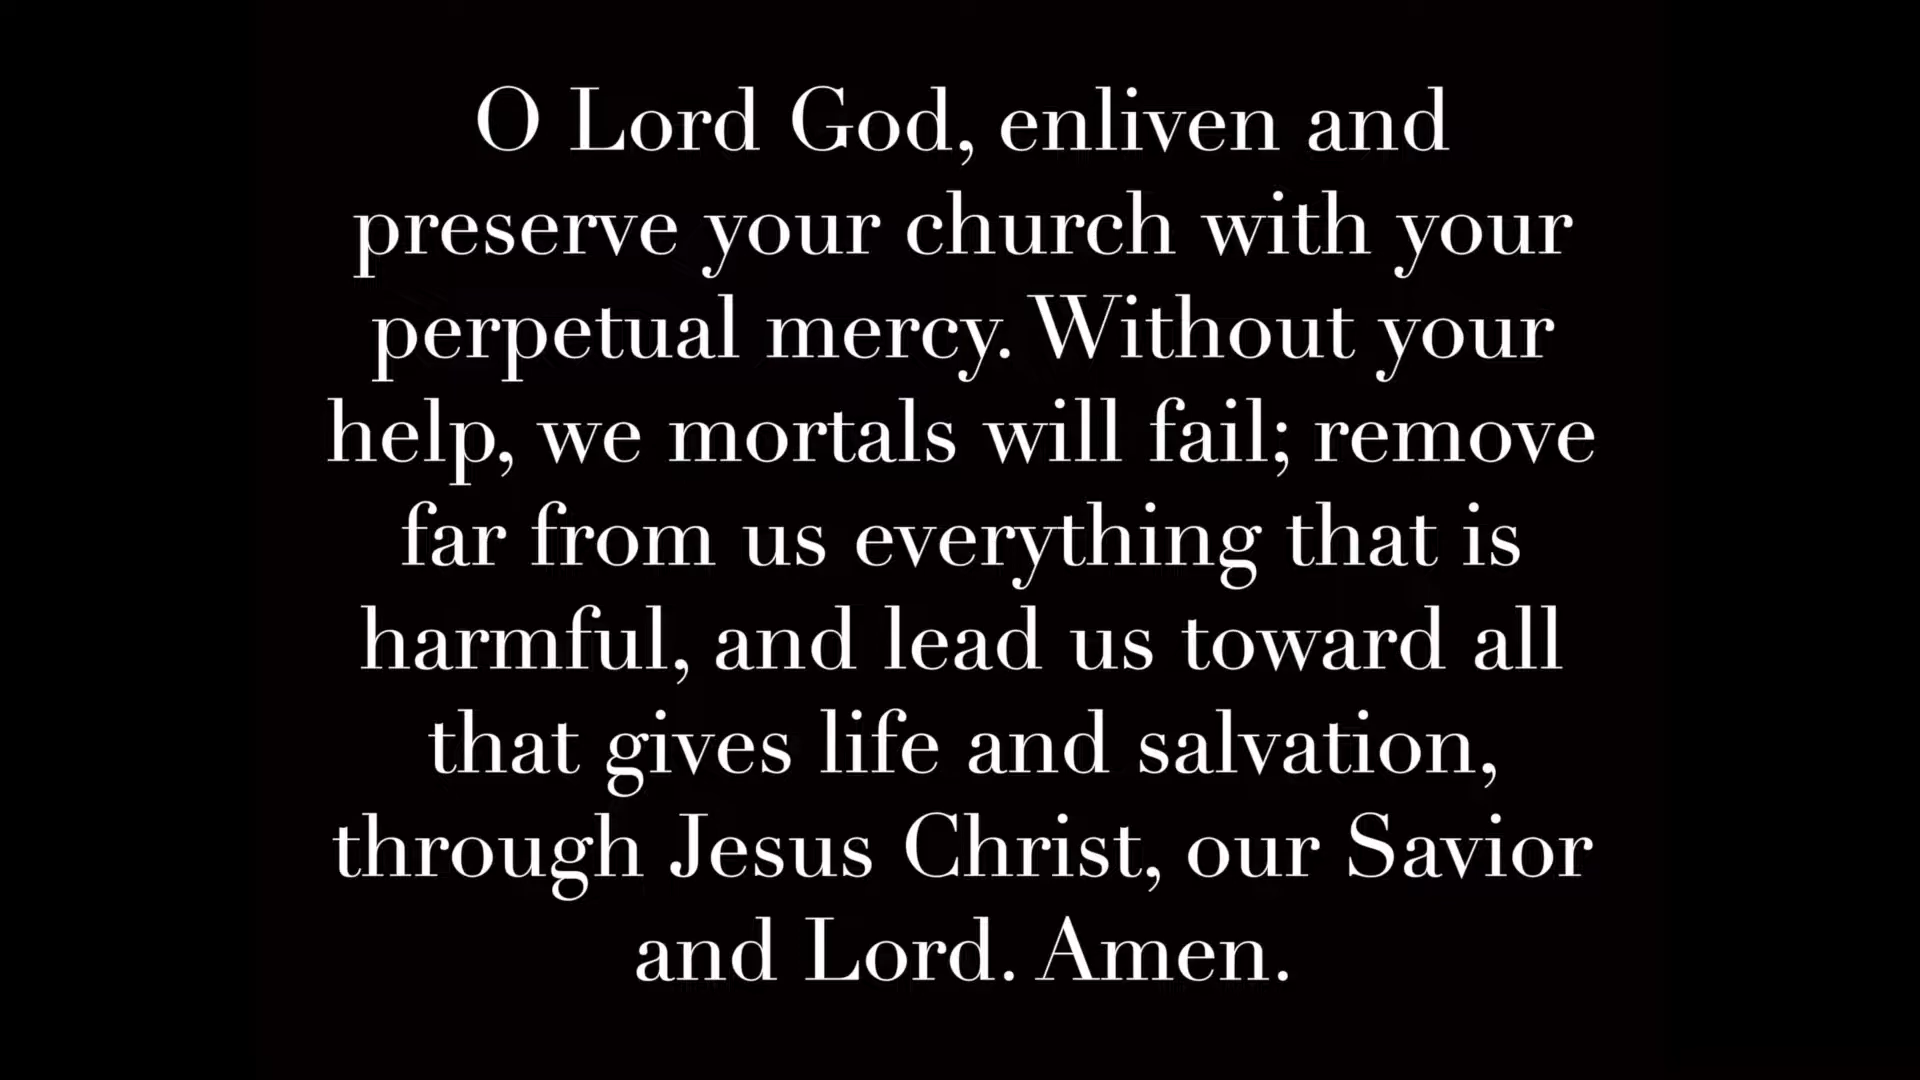 O Lord God, enliven and
preserve your church with your
perpetual mercy. Without your
help, we mortals will fail; remove
far from us everything that is
harmful, and lead us toward all
that gives life and salvation,
through Jesus Christ, our Savior
and Lord. Amen.